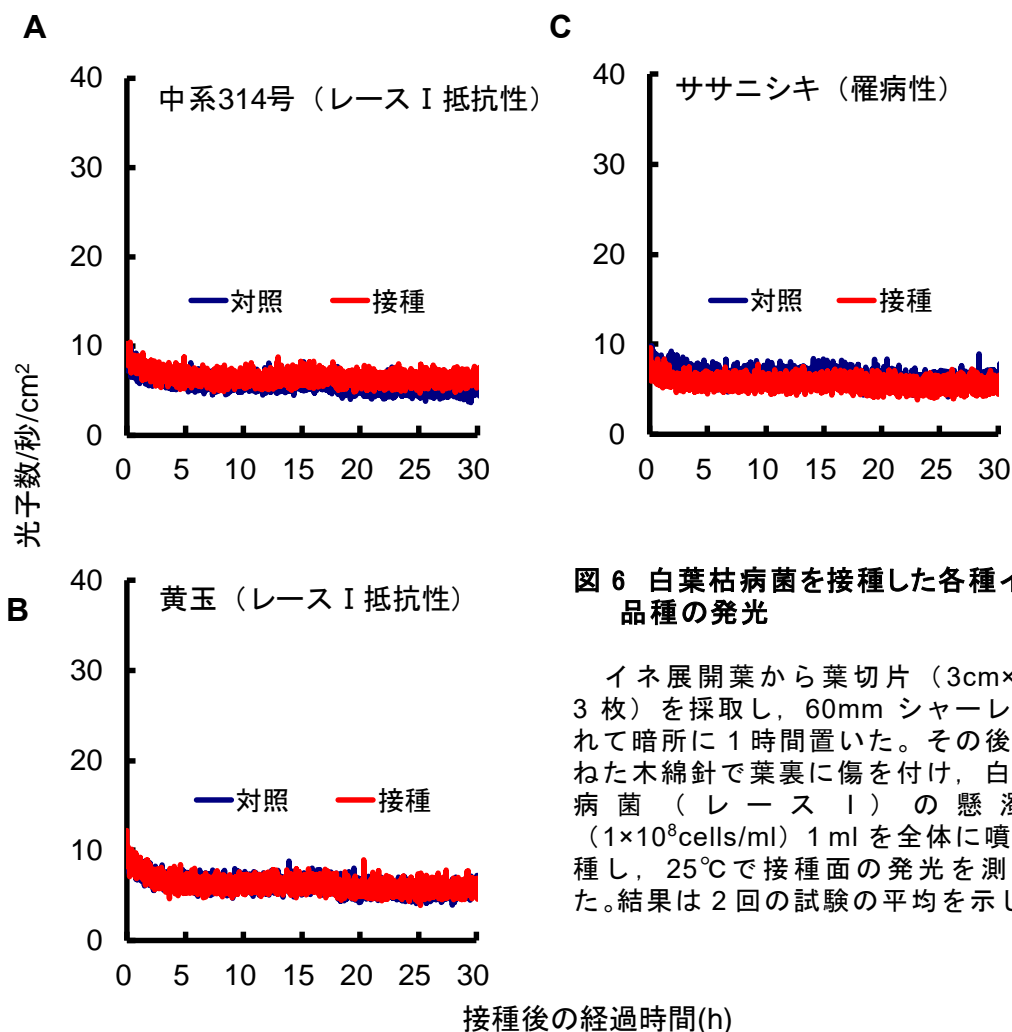 A
中系314号（レースⅠ抵抗性）
40
30
20
10
0
対照 接種
0 5 10 15 20 25 30
C
ササニシキ（罹病性）
40
30
20
10
0
対照 接種
0 5 10 15 20 25 30
光子数/秒/cm2
B
黄玉（レースⅠ抵抗性）
40
30
20
10
0
対照 接種
0 5 10 15 20 25 30
接種後の経過時間(h)
図 6 白葉枯病菌を接種した各種イ
品種の発光
イネ展開葉から葉切片（3cm×
3 枚）を採取し，60mm シャーレ
れて暗所に 1 時間置いた。その後
ねた木綿針で葉裏に傷を付け，白
病菌（レースⅠ）の懸濁
（1×10⁸cells/ml）1 ml を全体に噴
種し，25℃で接種面の発光を測
た。結果は 2 回の試験の平均を示し